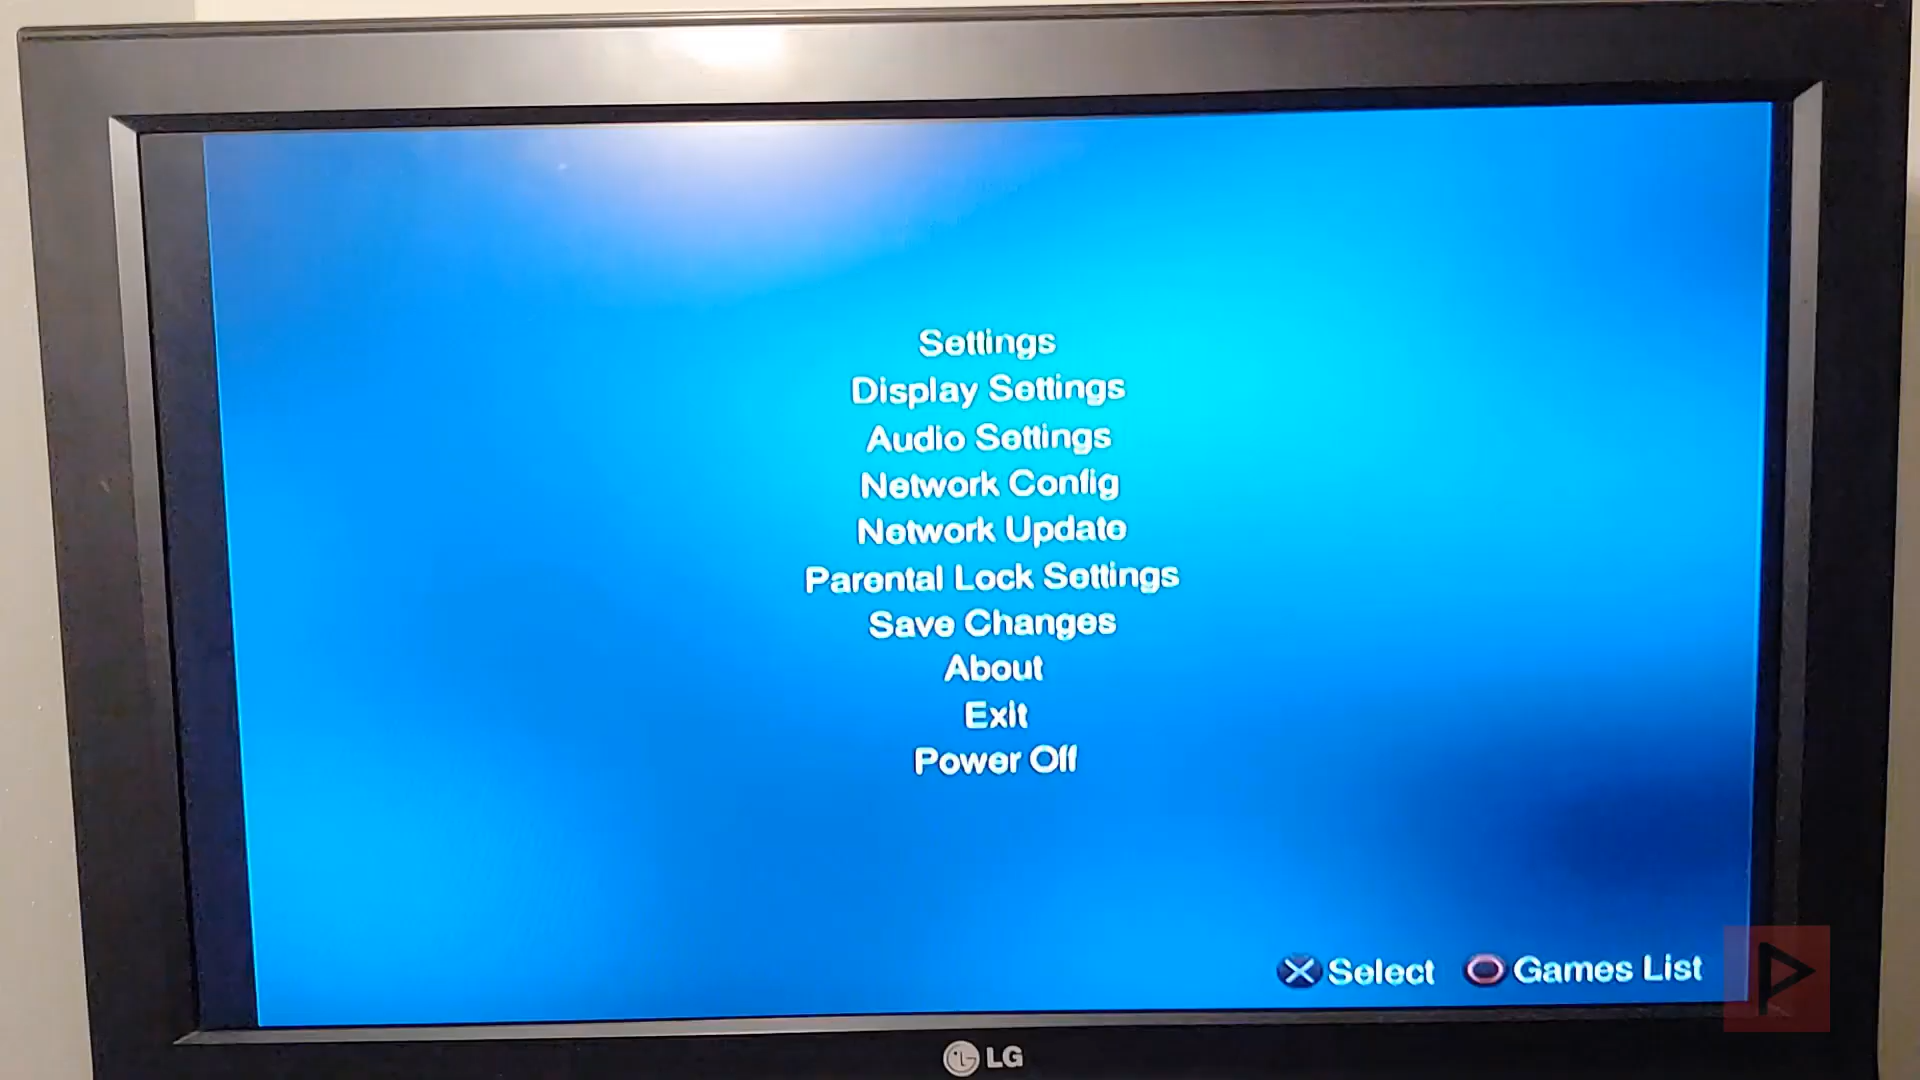 Settings
Display Settings
Audio Settings
Network Config
Network Update
Parental Lock Settings
Save Changes
About
Exit
Power Off
Select
Games List
LG